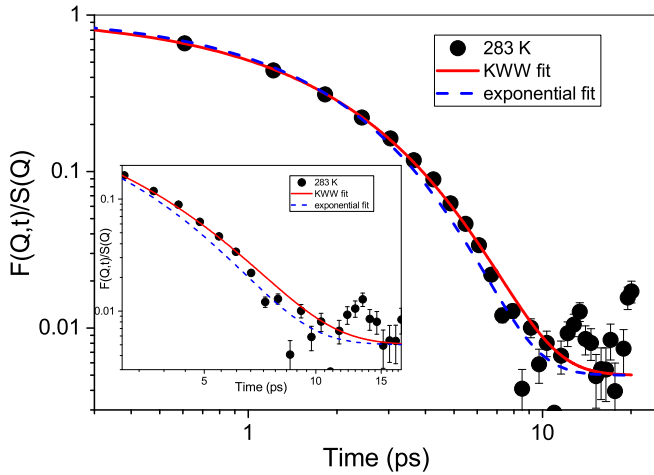 1
283 K
KWW fit
exponential fit
0.1
F(Q,t)/S(Q)
283 K
KWW fit
exponential fit
0.1
F(Q,t)/S(Q)
0.01
5
10
15
Time (ps)
0.01
1
10
Time (ps)